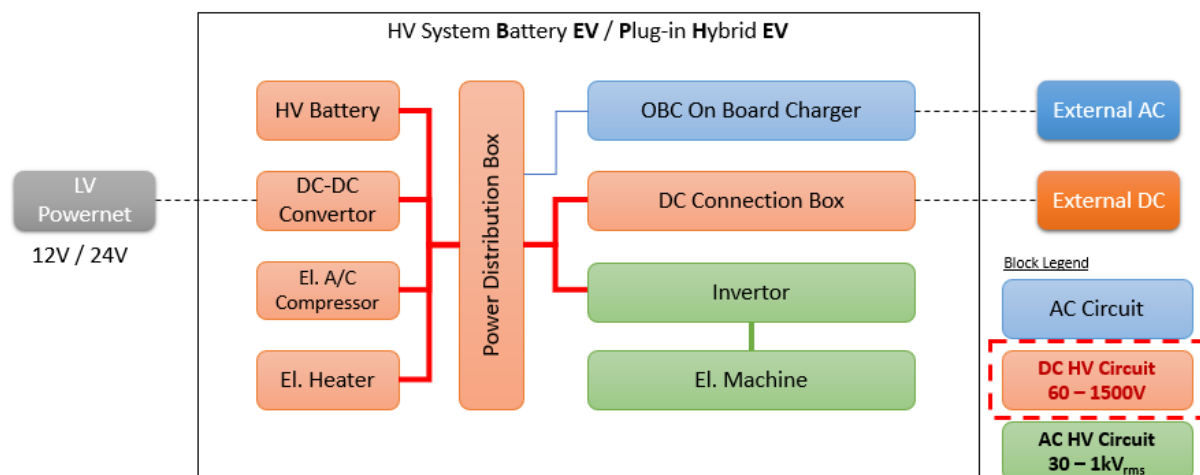 HV System Battery EV / Plug-in Hybrid EV
HV Battery
DC-DC
Convertor
El. A/C
Compressor
El. Heater
Power Distribution Box
OBC On Board Charger
DC Connection Box
Invertor
El. Machine
LV
Powernet
12V / 24V
External AC
External DC
Block Legend
AC Circuit
DC HV Circuit
60 – 1500V
AC HV Circuit
30 – 1kVrms